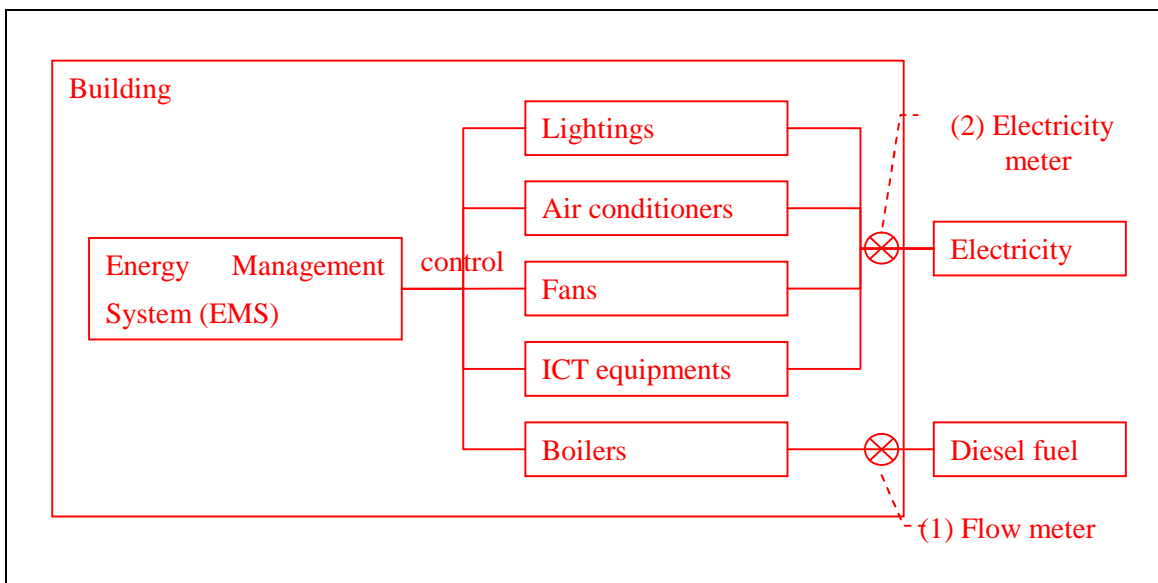 Building
Lightings
(2) Electricity
meter
Air conditioners
Electricity
Energy Management
System (EMS)
control
Fans
ICT equipments
Boilers
Diesel fuel
(1) Flow meter